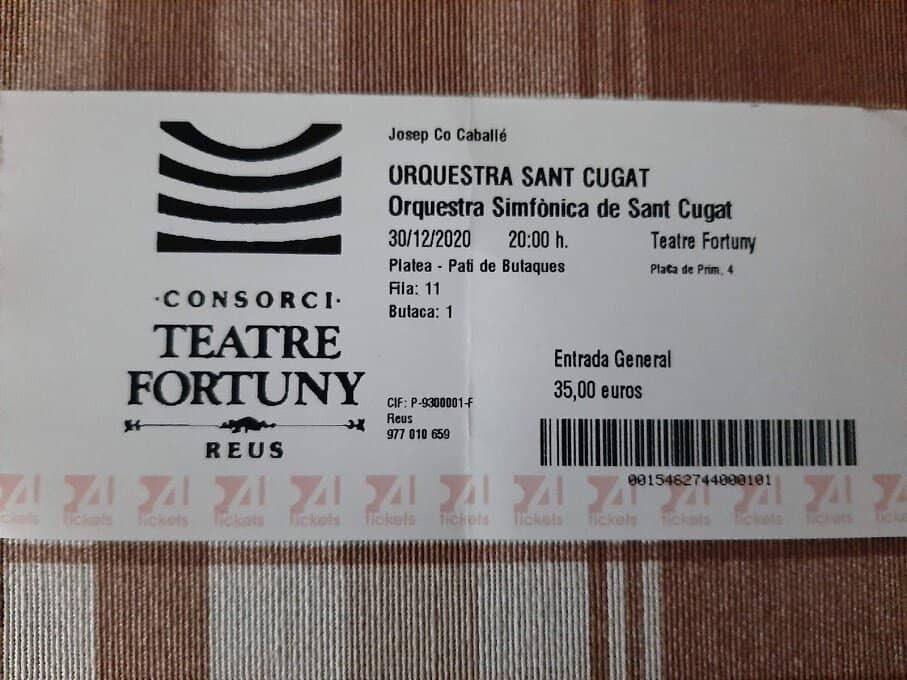 ·CONSORCI·
TEATRE
FORTUNY
REUS
Josep Co Caballé
ORQUESTRA SANT CUGAT
Orquestra Simfònica de Sant Cugat
30/12/2020 20:00 h. Teatre Fortuny
Platea - Pati de Butaques Plaça de Prim, 4
Fila: 11
Butaca: 1
Entrada General
35,00 euros
CIF: P-9300001-F
Reus
977 010 659
0015462744000101
tickets tickets tickets tickets tickets tickets tickets tickets tickets tickets tickets